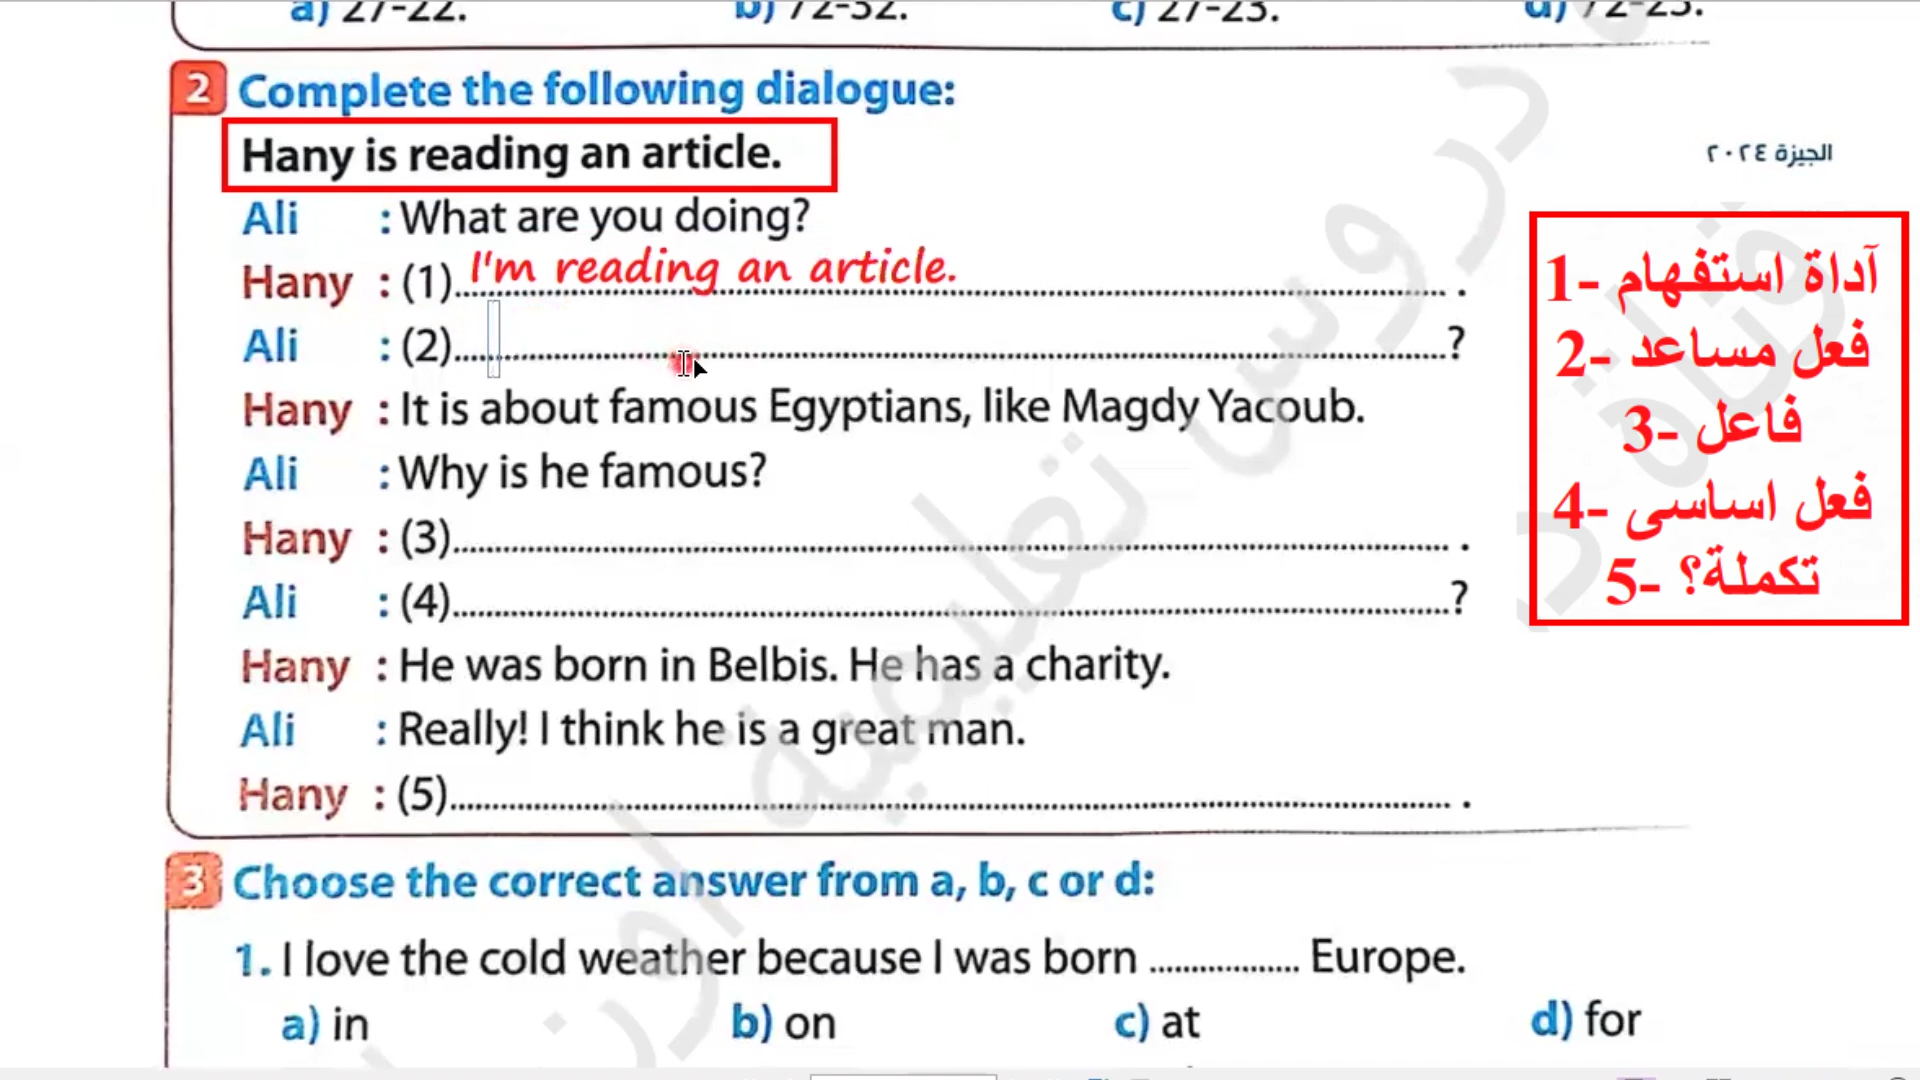 a) 27-22. b) 72-32. c) 27-23. d) 72-23.
2 Complete the following dialogue:
Hany is reading an article.
الجيزة ٢٠٢٤
Ali : What are you doing?
Hany : (1) I'm reading an article. .
Ali : (2)..........?
Hany : It is about famous Egyptians, like Magdy Yacoub.
Ali : Why is he famous?
Hany : (3)..........
Ali : (4)..........?
Hany : He was born in Belbis. He has a charity.
Ali : Really! I think he is a great man.
Hany : (5)..........
1- آداة استفهام
2- فعل مساعد
3- فاعل
4- فعل اساسى
5- تكملة؟
3 Choose the correct answer from a, b, c or d:
1. I love the cold weather because I was born .......... Europe.
a) in b) on c) at d) for
قناة دروس تعليمية اون